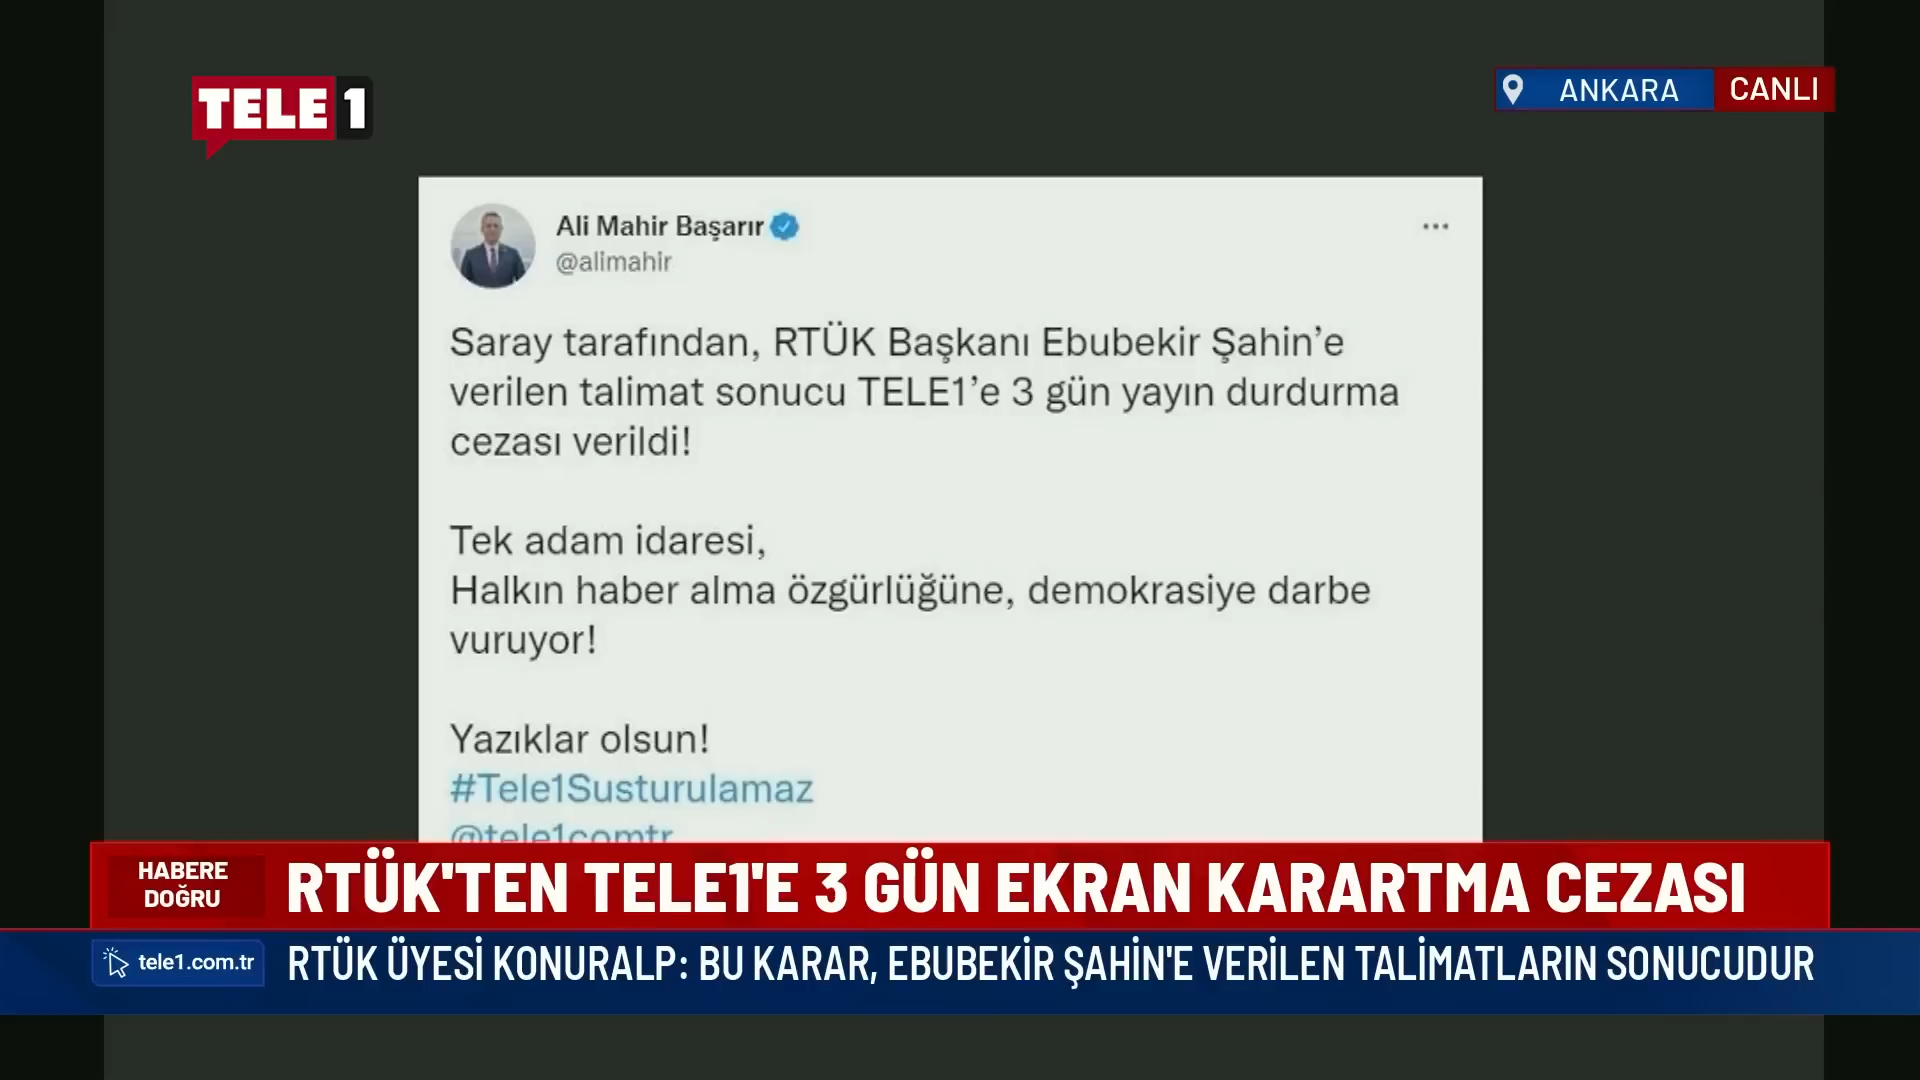 TELE1
ANKARA
CANLI
Ali Mahir Başarır
@alimahir
Saray tarafından, RTÜK Başkanı Ebubekir Şahin’e
verilen talimat sonucu TELE1’e 3 gün yayın durdurma
cezası verildi!
Tek adam idaresi,
Halkın haber alma özgürlüğüne, demokrasiye darbe
vuruyor!
Yazıklar olsun!
#Tele1Susturulamaz
@tele1comtr
HABERE
DOĞRU
RTÜK'TEN TELE1'E 3 GÜN EKRAN KARARTMA CEZASI
tele1.com.tr
RTÜK ÜYESİ KONURALP: BU KARAR, EBUBEKİR ŞAHİN'E VERİLEN TALİMATLARIN SONUCUDUR